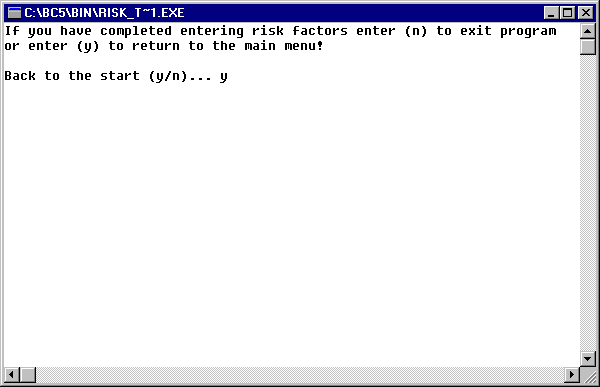 C:\BC5\BIN\RISK_T~1.EXE
If you have completed entering risk factors enter (n) to exit program
or enter (y) to return to the main menu!
Back to the start (y/n)... y